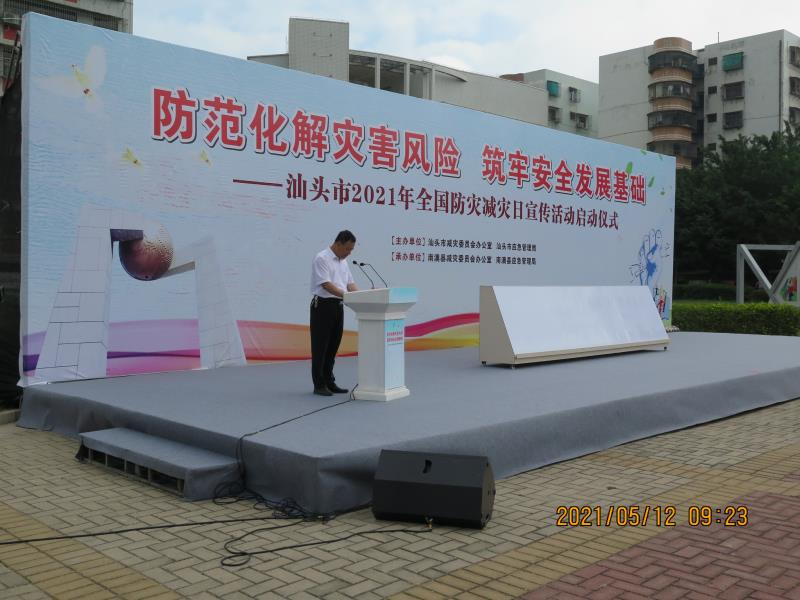 防范化解灾害风险 筑牢安全发展基础
——汕头市2021年全国防灾减灾日宣传活动启动仪式
【主办单位】汕头市减灾委员会办公室 汕头市应急管理局
【承办单位】南澳县减灾委员会办公室 南澳县应急管理局
2021/05/12 09:23